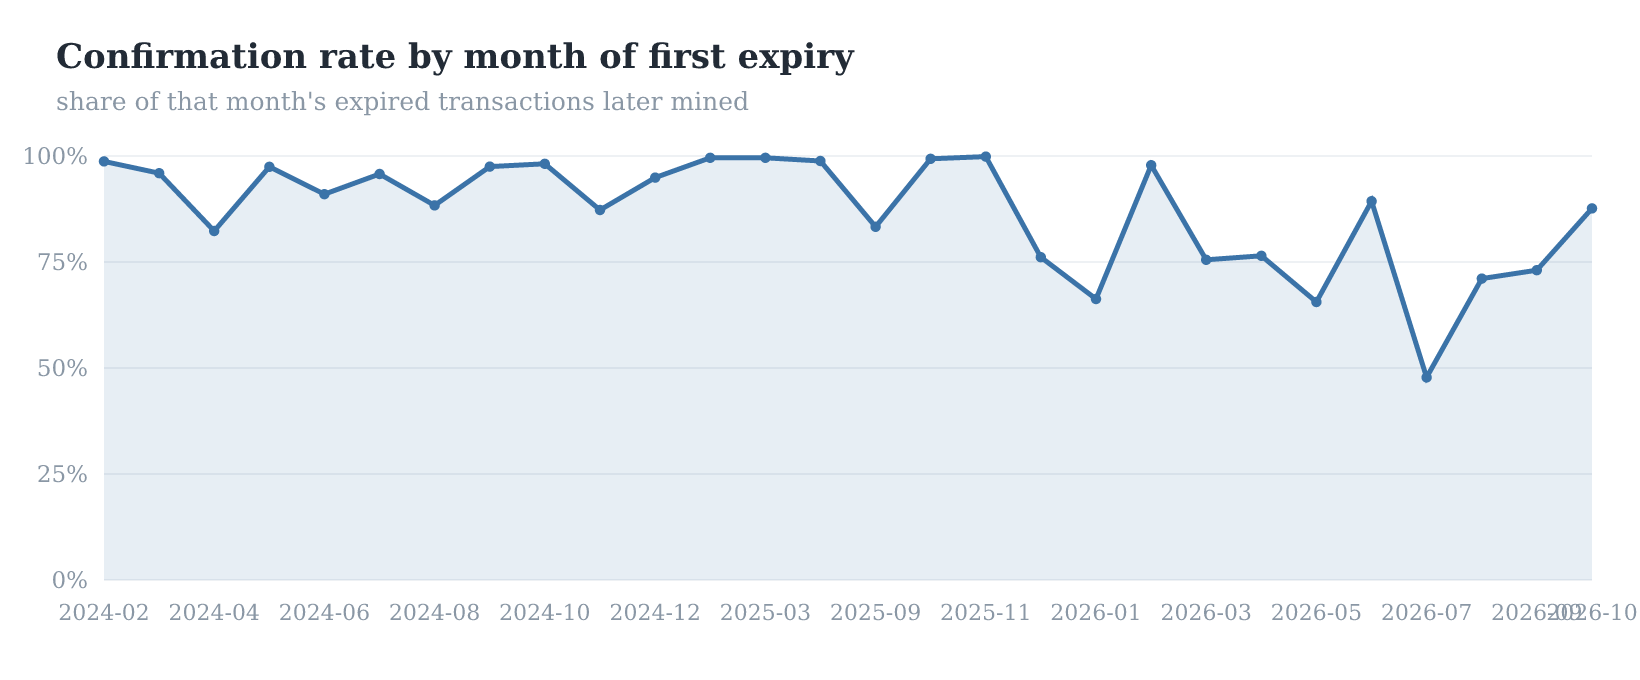 Confirmation rate by month of first expiry
share of that month's expired transactions later mined
100%
75%
50%
25%
0%
2024-02 2024-04 2024-06 2024-08 2024-10 2024-12 2025-03 2025-09 2025-11 2026-01 2026-03 2026-05 2026-07 2026-09 2026-10